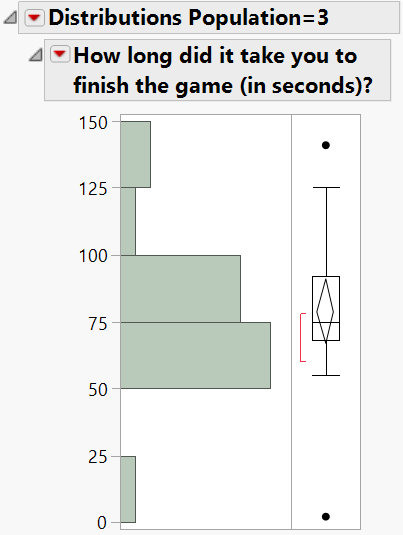 Distributions Population=3
How long did it take you to
finish the game (in seconds)?
150
125
100
75
50
25
0